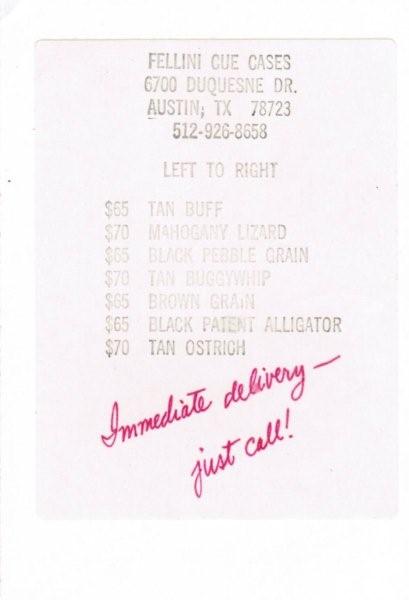 FELLINI CUE CASES
6700 DUQUESNE DR.
AUSTIN, TX 78723
512-926-8658
LEFT TO RIGHT
$65 TAN BUFF
$70 MAHOGANY LIZARD
$65 BLACK PEBBLE GRAIN
$70 TAN BUGGYWHIP
$65 BROWN GRAIN
$65 BLACK PATENT ALLIGATOR
$70 TAN OSTRICH
Immediate delivery —
just call!